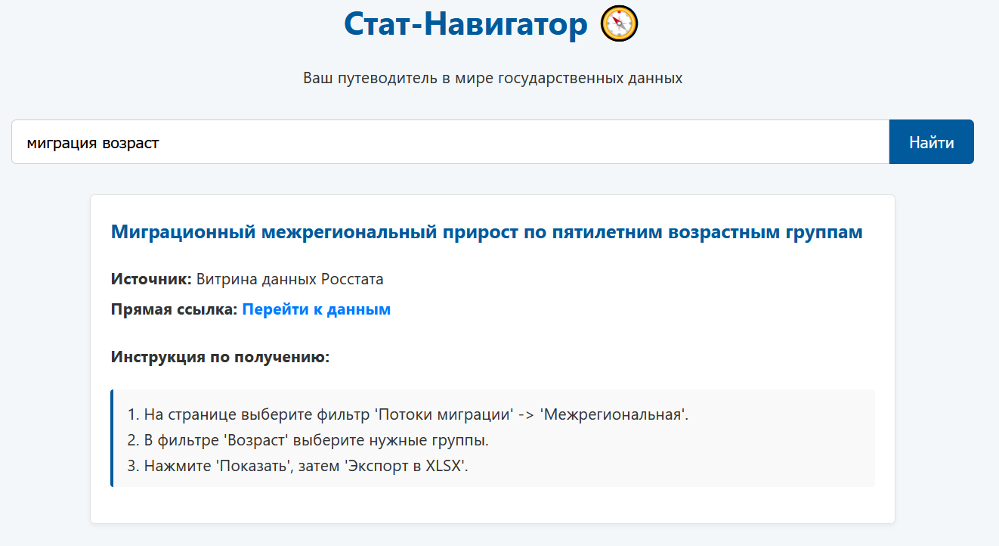 Стат-Навигатор
Ваш путеводитель в мире государственных данных
миграция возраст
Найти
Миграционный межрегиональный прирост по пятилетним возрастным группам
Источник: Витрина данных Росстата
Прямая ссылка: Перейти к данным
Инструкция по получению:
1. На странице выберите фильтр 'Потоки миграции' -> 'Межрегиональная'.
2. В фильтре 'Возраст' выберите нужные группы.
3. Нажмите 'Показать', затем 'Экспорт в XLSX'.